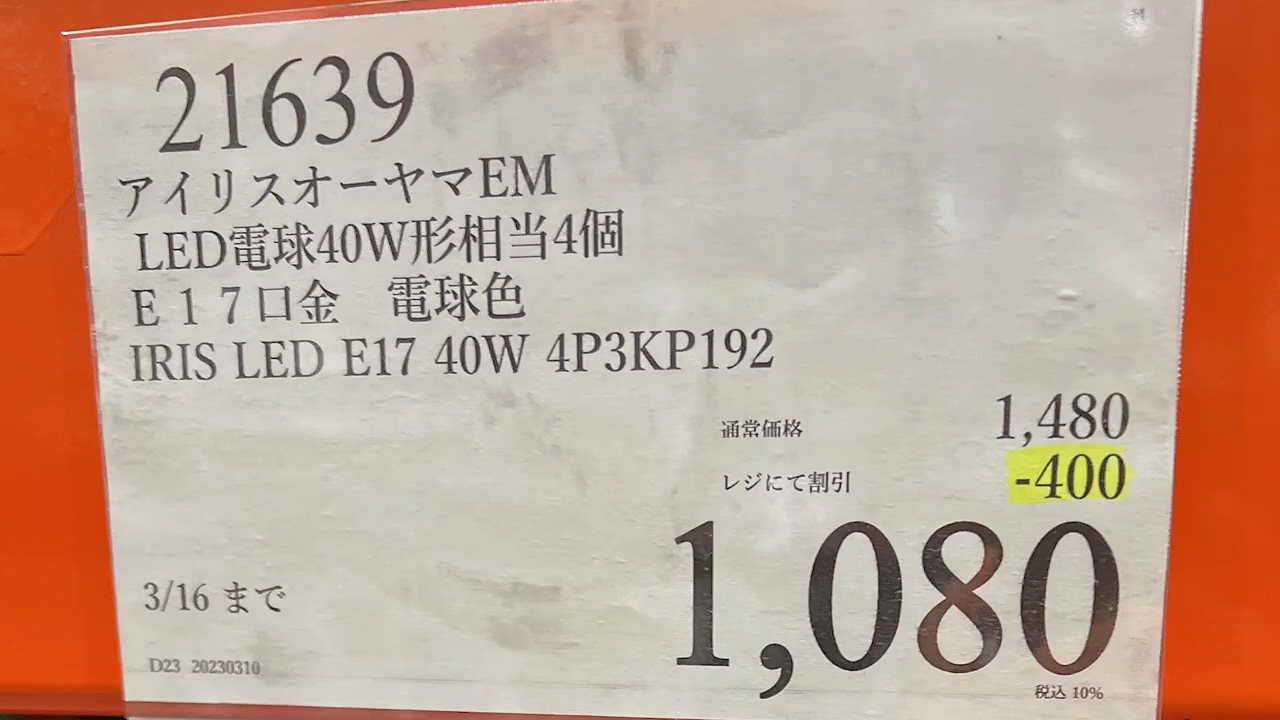 21639
アイリスオーヤマEM
LED電球40W形相当4個
E１７口金　電球色
IRIS LED E17 40W 4P3KP192
通常価格 1,480
レジにて割引 -400
1,080
3/16 まで
D23 20230310
税込 10%